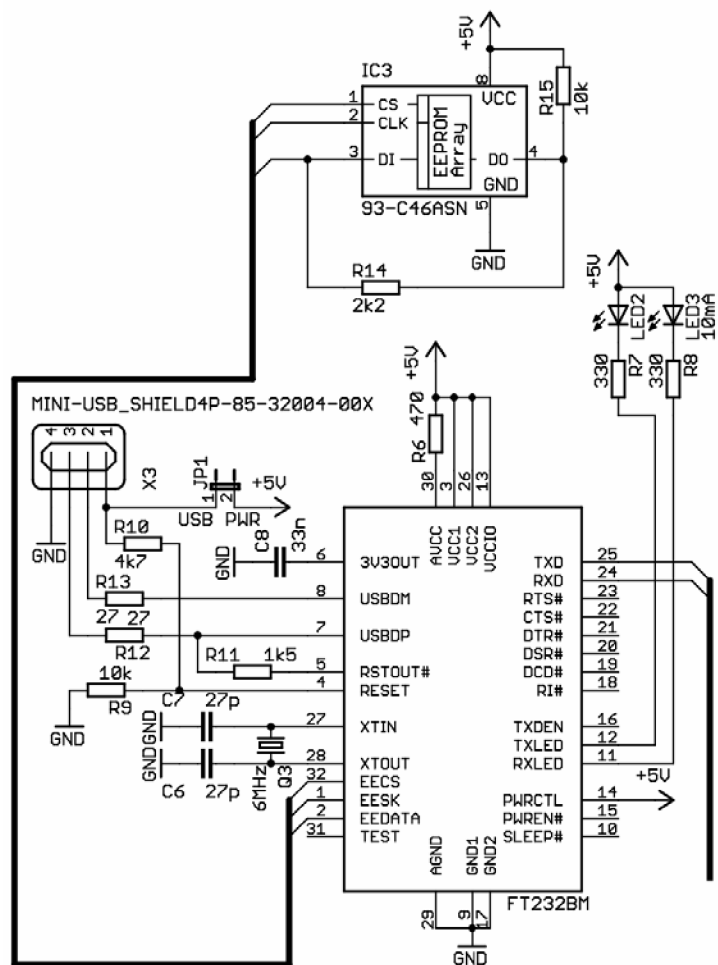 +5V
IC3
8
VCC
R15
10k
1
CS
2
CLK
3
DI
EEPROM
Array
DO
4
GND
93-C46ASN
5
GND
R14
2k2
+5V
LED2
LED3
10mA
330
R7
330
R8
+5V
MINI-USB_SHIELD4P-85-32004-00X
4
3
2
1
X3
R6
470
JP1
1
2
+5V
USB
PWR
30
3
26
13
AVCC
VCC1
VCC2
VCCIO
GND
R10
4k7
GND
C8
33n
6
3V3OUT
TXD
25
RXD
24
R13
27
8
USBDM
RTS#
23
CTS#
22
27
R12
7
USBDP
DTR#
21
DSR#
20
R11
1k5
5
RSTOUT#
DCD#
19
10k
R9
4
RESET
RI#
18
GND
C7
27p
GND
27
XTIN
TXDEN
16
TXLED
12
GND
C6
27p
6MHz
Q3
28
XTOUT
RXLED
11
+5V
32
EECS
1
EESK
PWRCTL
14
2
EEDATA
PWREN#
15
31
TEST
SLEEP#
10
AGND
GND1
GND2
FT232BM
29
9
17
GND